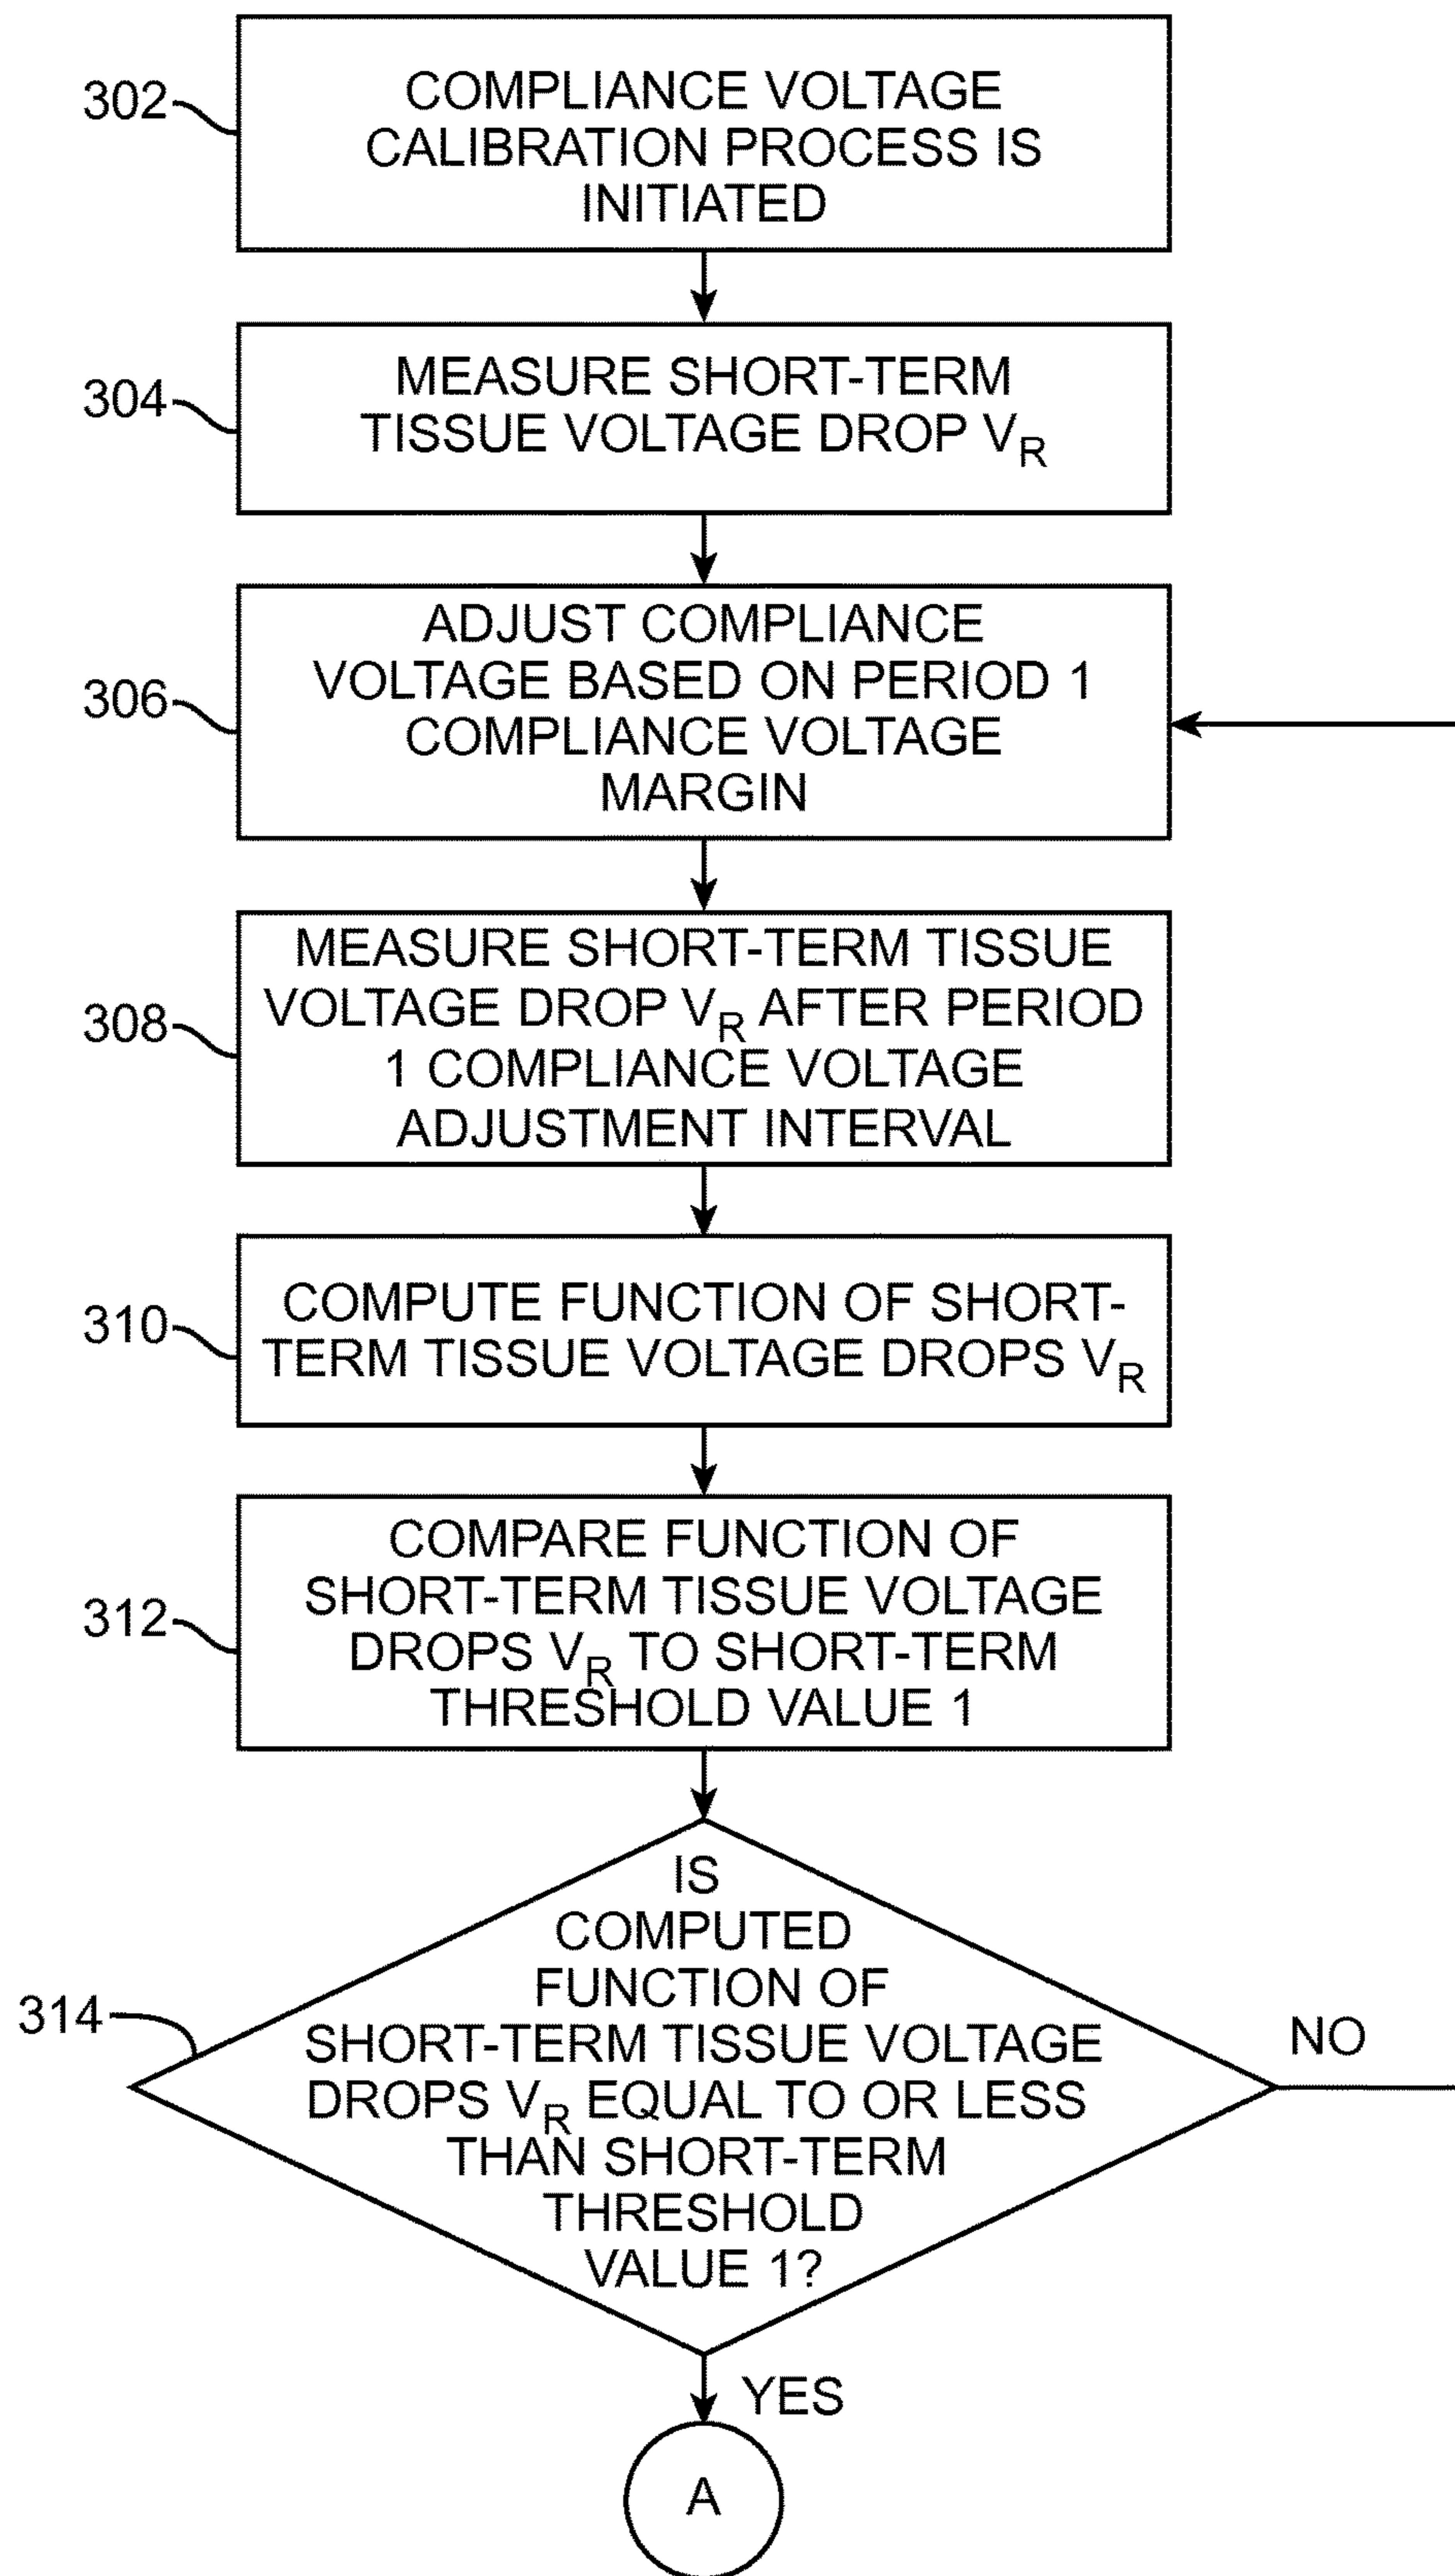 302
COMPLIANCE VOLTAGE
CALIBRATION PROCESS IS
INITIATED
304
MEASURE SHORT-TERM
TISSUE VOLTAGE DROP VR
306
ADJUST COMPLIANCE
VOLTAGE BASED ON PERIOD 1
COMPLIANCE VOLTAGE
MARGIN
308
MEASURE SHORT-TERM TISSUE
VOLTAGE DROP VR AFTER PERIOD
1 COMPLIANCE VOLTAGE
ADJUSTMENT INTERVAL
310
COMPUTE FUNCTION OF SHORT-
TERM TISSUE VOLTAGE DROPS VR
312
COMPARE FUNCTION OF
SHORT-TERM TISSUE VOLTAGE
DROPS VR TO SHORT-TERM
THRESHOLD VALUE 1
314
IS
COMPUTED
FUNCTION OF
SHORT-TERM TISSUE VOLTAGE
DROPS VR EQUAL TO OR LESS
THAN SHORT-TERM
THRESHOLD
VALUE 1?
NO
YES
A